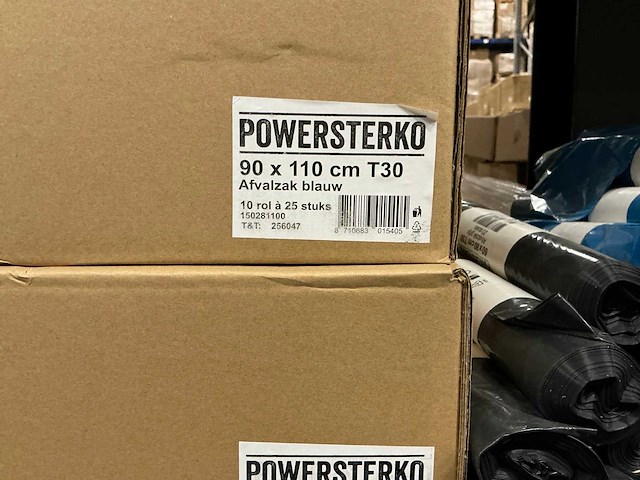 POWERSTERKO
90 x 110 cm T30
Afvalzak blauw
10 rol à 25 stuks
150281100
T&T: 256047
8 710683 015405
POWERSTERKO